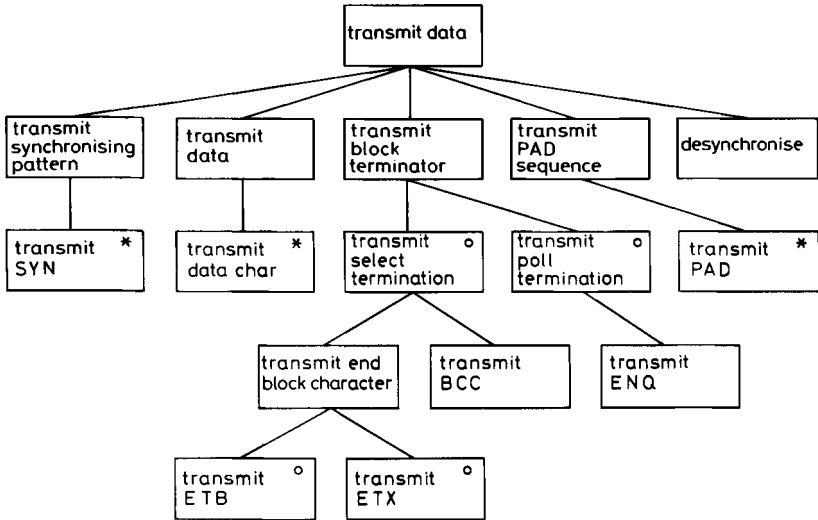 transmit data
transmit
synchronising
pattern
transmit
data
transmit
block
terminator
transmit
PAD
sequence
desynchronise
transmit *
SYN
transmit *
data char
transmit o
select
termination
transmit o
poll
termination
transmit *
PAD
transmit end
block character
transmit
BCC
transmit
ENQ
transmit o
ETB
transmit o
ETX